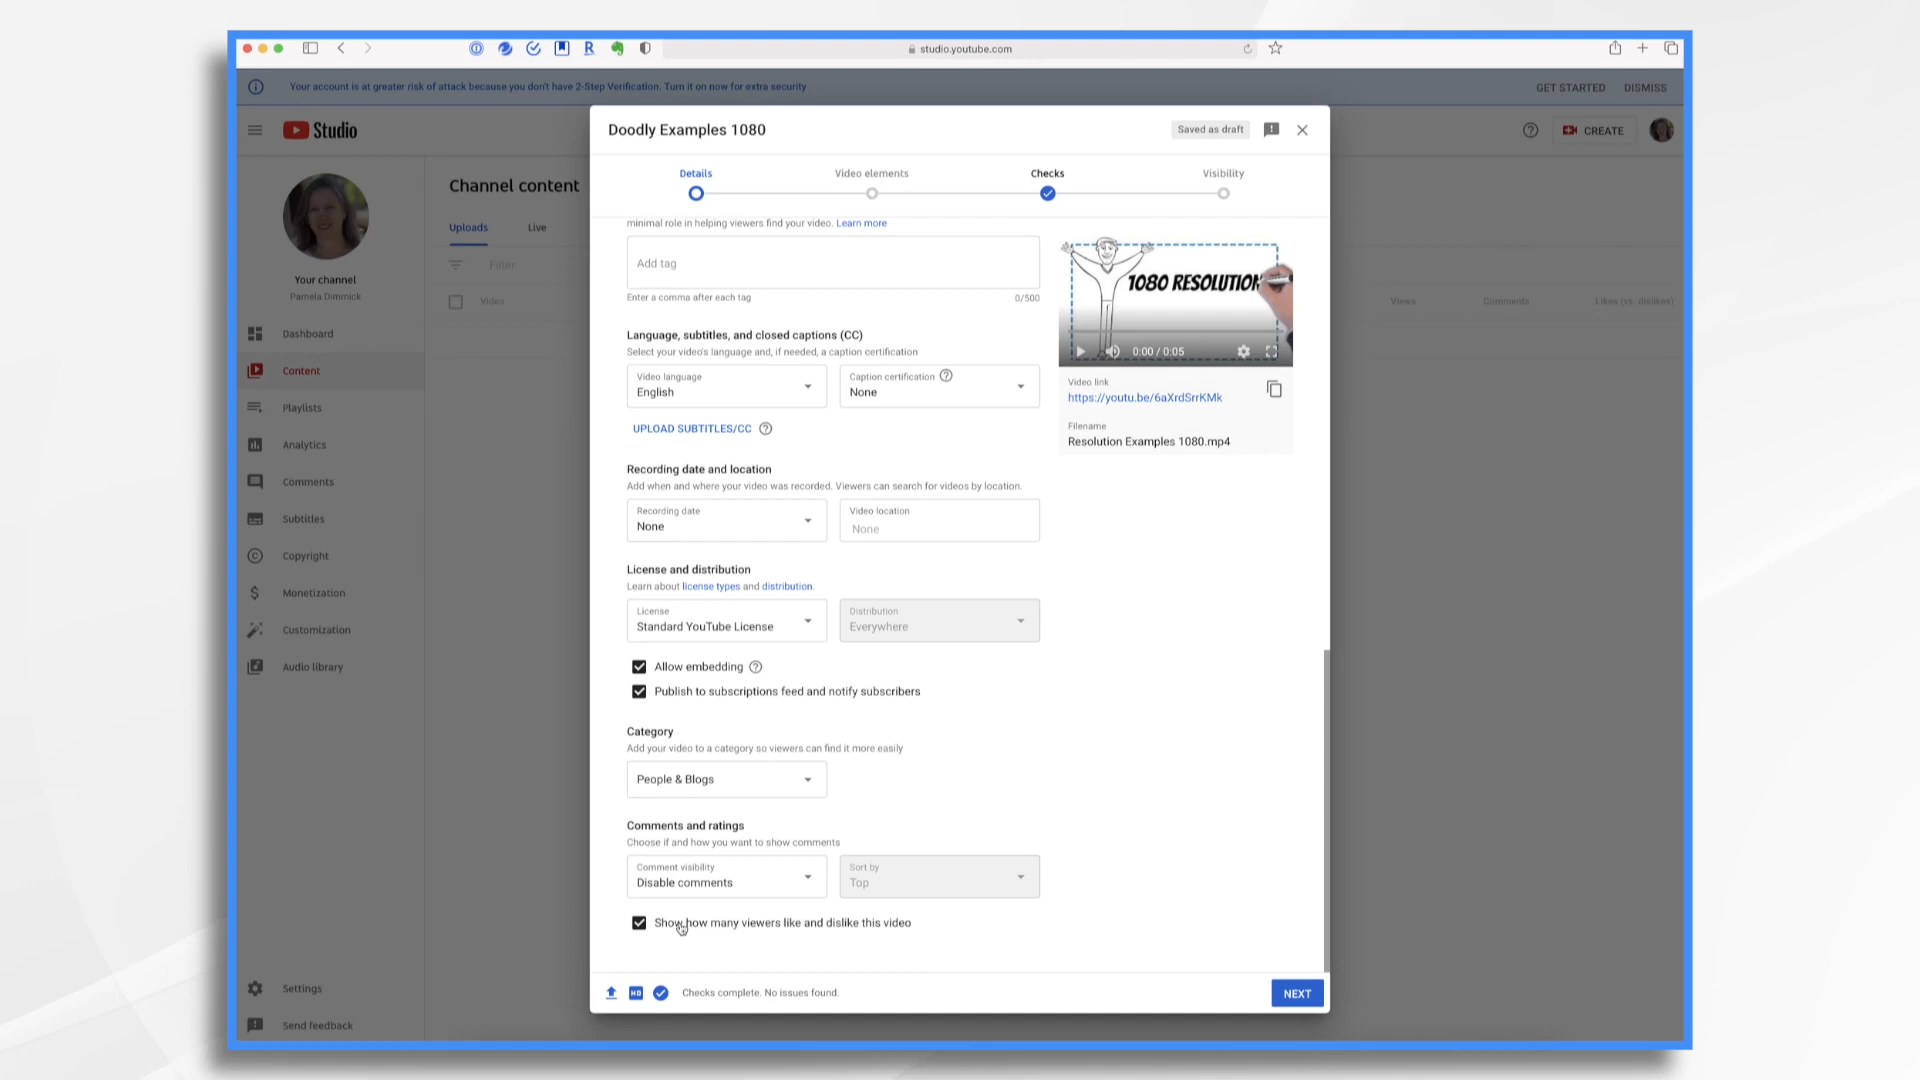 studio.youtube.com
Your account is at greater risk of attack because you don't have 2-Step Verification. Turn it on now for extra security
GET STARTED
DISMISS
Studio
CREATE
Your channel
Pamela Dimmick
Dashboard
Content
Playlists
Analytics
Comments
Subtitles
Copyright
Monetization
Customization
Audio library
Settings
Send feedback
Channel content
Uploads
Live
Filter
Video
Views
Comments
Likes (vs. dislikes)
Doodly Examples 1080
Saved as draft
Details
Video elements
Checks
Visibility
minimal role in helping viewers find your video. Learn more
Add tag
Enter a comma after each tag
0/500
Language, subtitles, and closed captions (CC)
Select your video's language and, if needed, a caption certification
Video language
English
Caption certification
None
UPLOAD SUBTITLES/CC
Recording date and location
Add when and where your video was recorded. Viewers can search for videos by location.
Recording date
None
Video location
None
License and distribution
Learn about license types and distribution.
License
Standard YouTube License
Distribution
Everywhere
Allow embedding
Publish to subscriptions feed and notify subscribers
Category
Add your video to a category so viewers can find it more easily
People & Blogs
Comments and ratings
Choose if and how you want to show comments
Comment visibility
Disable comments
Sort by
Top
Show how many viewers like and dislike this video
1080 RESOLUTION
0:00 / 0:05
Video link
https://youtu.be/6aXrdSrrKMk
Filename
Resolution Examples 1080.mp4
HD
Checks complete. No issues found.
NEXT